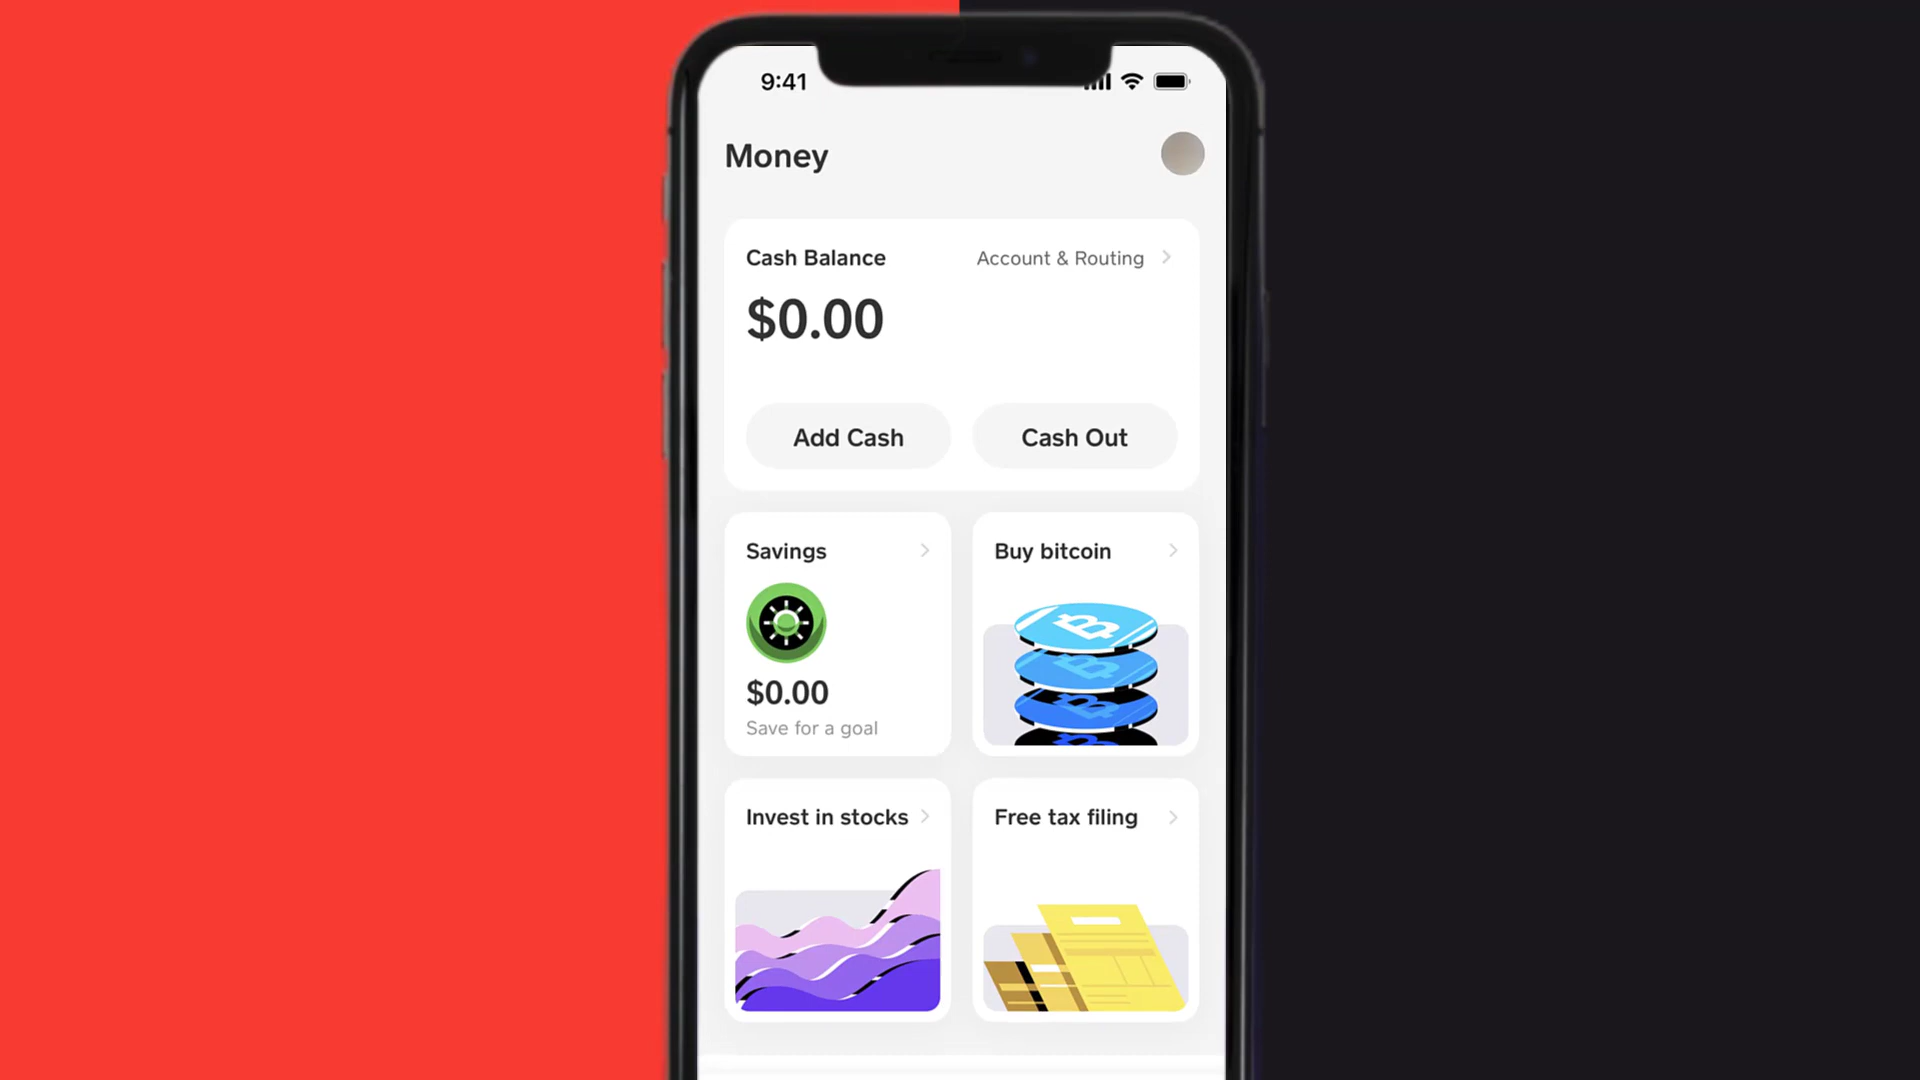 9:41
Money
Cash Balance
Account & Routing
$0.00
Add Cash
Cash Out
Savings
Buy bitcoin
$0.00
Save for a goal
Invest in stocks
Free tax filing